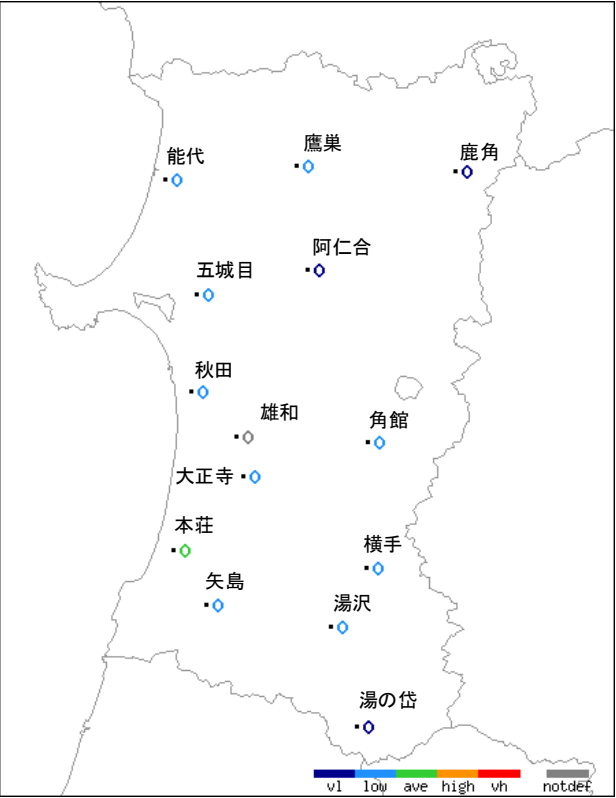 鷹巣
能代
鹿角
阿仁合
五城目
秋田
雄和
角館
大正寺
本荘
横手
矢島
湯沢
湯の岱
vl low ave high vh notdef